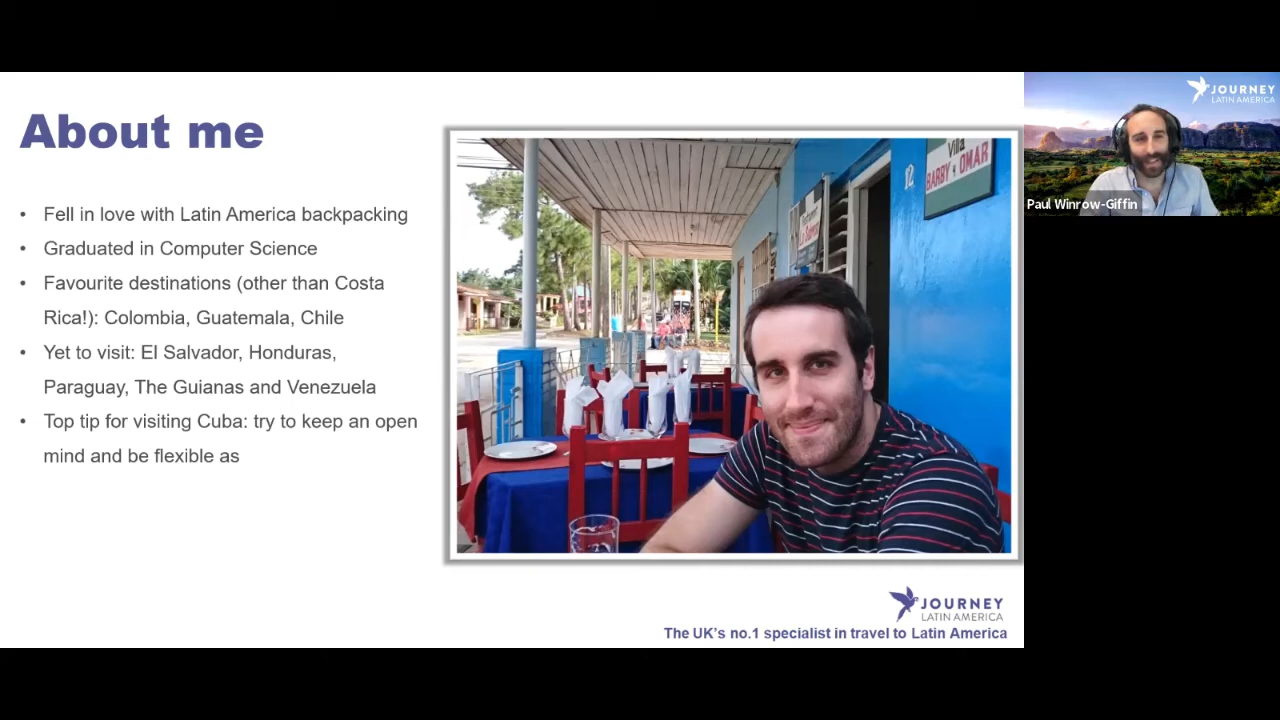 About me
• Fell in love with Latin America backpacking
• Graduated in Computer Science
• Favourite destinations (other than Costa
Rica!): Colombia, Guatemala, Chile
• Yet to visit: El Salvador, Honduras,
Paraguay, The Guianas and Venezuela
• Top tip for visiting Cuba: try to keep an open
mind and be flexible as
Villa
BARBY y OMAR
12
JOURNEY
LATIN AMERICA
The UK's no.1 specialist in travel to Latin America
JOURNEY
LATIN AMERICA
Paul Winrow-Giffin